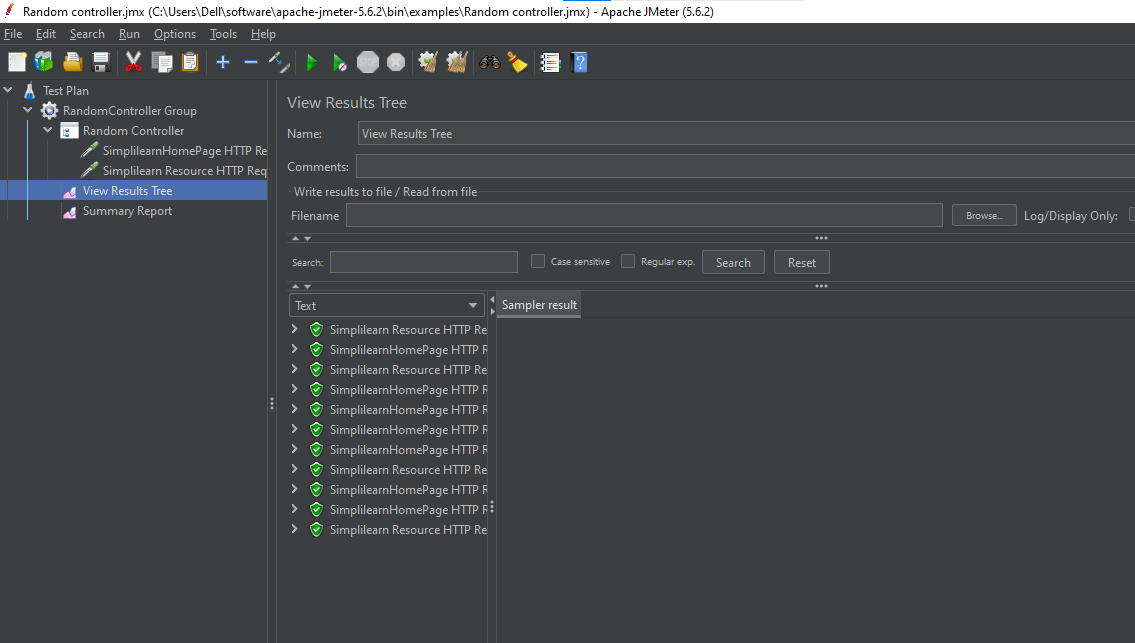 Random controller.jmx (C:\Users\Dell\software\apache-jmeter-5.6.2\bin\examples\Random controller.jmx) - Apache JMeter (5.6.2)
File Edit Search Run Options Tools Help
STOP
Test Plan
RandomController Group
Random Controller
SimplilearnHomePage HTTP Re
Simplilearn Resource HTTP Req
View Results Tree
Summary Report
View Results Tree
Name: View Results Tree
Comments:
Write results to file / Read from file
Filename Browse... Log/Display Only:
Search: Case sensitive Regular exp. Search Reset
Text
Sampler result
Simplilearn Resource HTTP Re
SimplilearnHomePage HTTP R
Simplilearn Resource HTTP Re
SimplilearnHomePage HTTP R
SimplilearnHomePage HTTP R
SimplilearnHomePage HTTP R
SimplilearnHomePage HTTP R
Simplilearn Resource HTTP Re
SimplilearnHomePage HTTP R
SimplilearnHomePage HTTP R
Simplilearn Resource HTTP Re